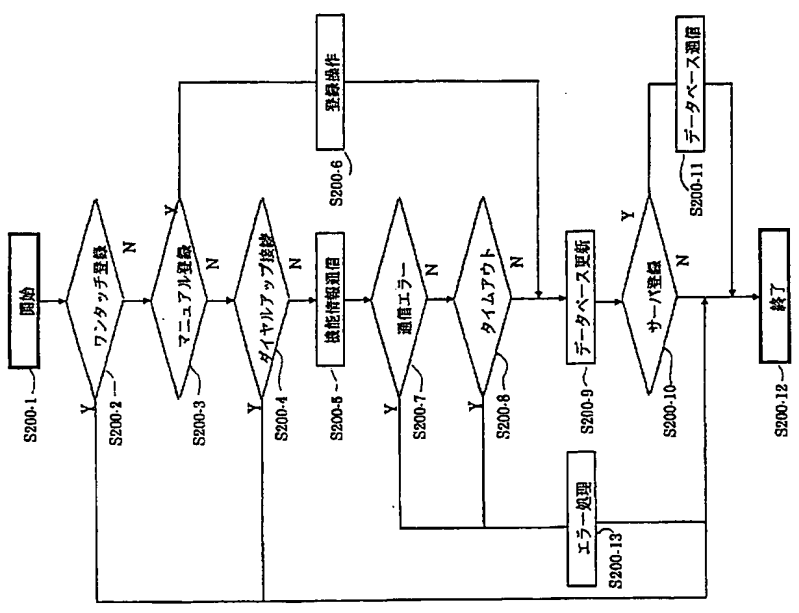 開始
S200-1
ワンタッチ登録
S200-2
Y
N
マニュアル登録
S200-3
Y
N
ダイヤルアップ接続
S200-4
Y
N
機能情報通信
S200-5
登録操作
S200-6
通信エラー
S200-7
Y
N
タイムアウト
S200-8
Y
N
データベース更新
S200-9
サーバ登録
S200-10
Y
N
データベース通信
S200-11
エラー処理
S200-13
終了
S200-12